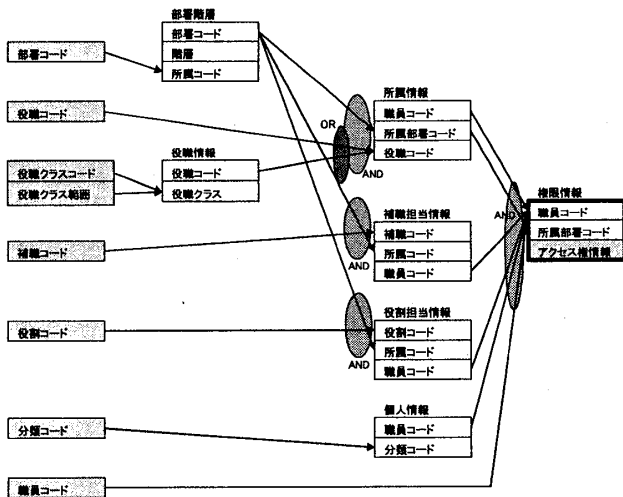 部署コード
役職コード
役職クラスコード
役職クラス範囲
補職コード
役割コード
分類コード
職員コード
部署階層
部署コード
階層
所属コード
役職情報
役職コード
役職クラス
OR
AND
所属情報
職員コード
所属部署コード
役職コード
補職担当情報
補職コード
所属コード
職員コード
AND
役割担当情報
役割コード
所属コード
職員コード
AND
個人情報
職員コード
分類コード
AND
権限情報
職員コード
所属部署コード
アクセス権情報